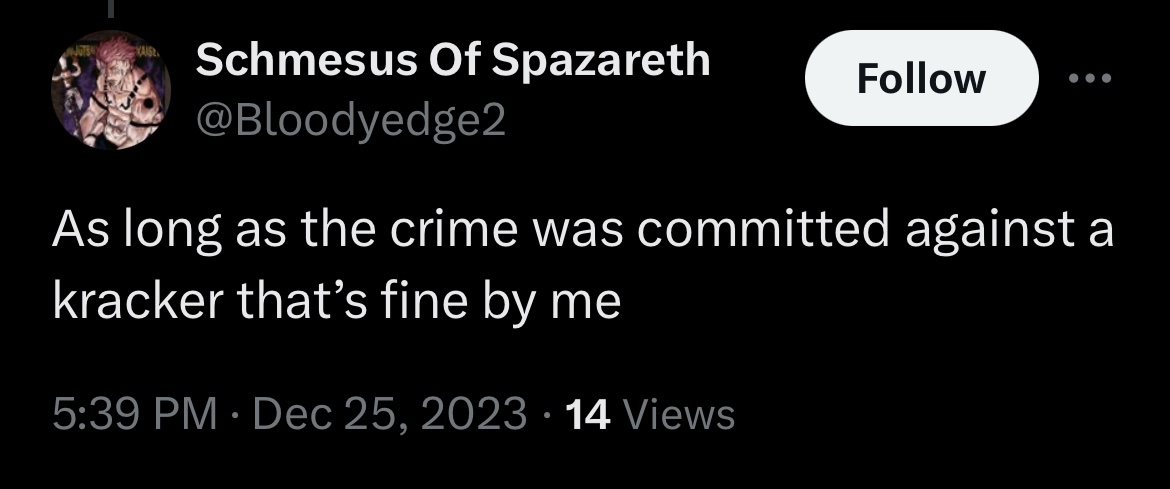 Schmesus Of Spazareth
Follow
@Bloodyedge2
As long as the crime was committed against a
kracker that’s fine by me
5:39 PM · Dec 25, 2023 · 14 Views